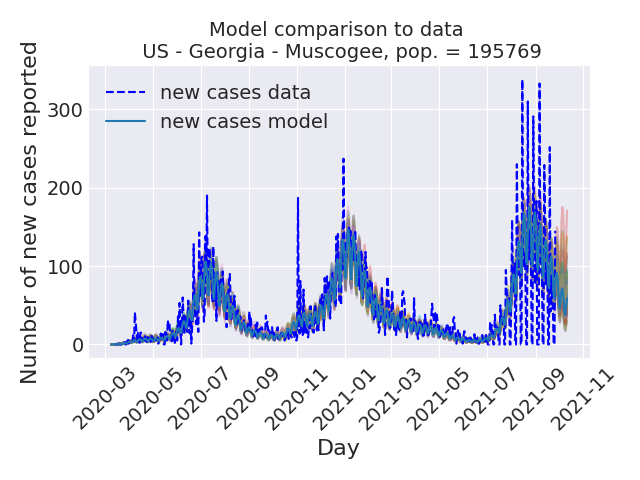 Model comparison to data
US - Georgia - Muscogee, pop. = 195769
Number of new cases reported
new cases data
new cases model
300
200
100
0
2020-03
2020-05
2020-07
2020-09
2020-11
2021-01
2021-03
2021-05
2021-07
2021-09
2021-11
Day